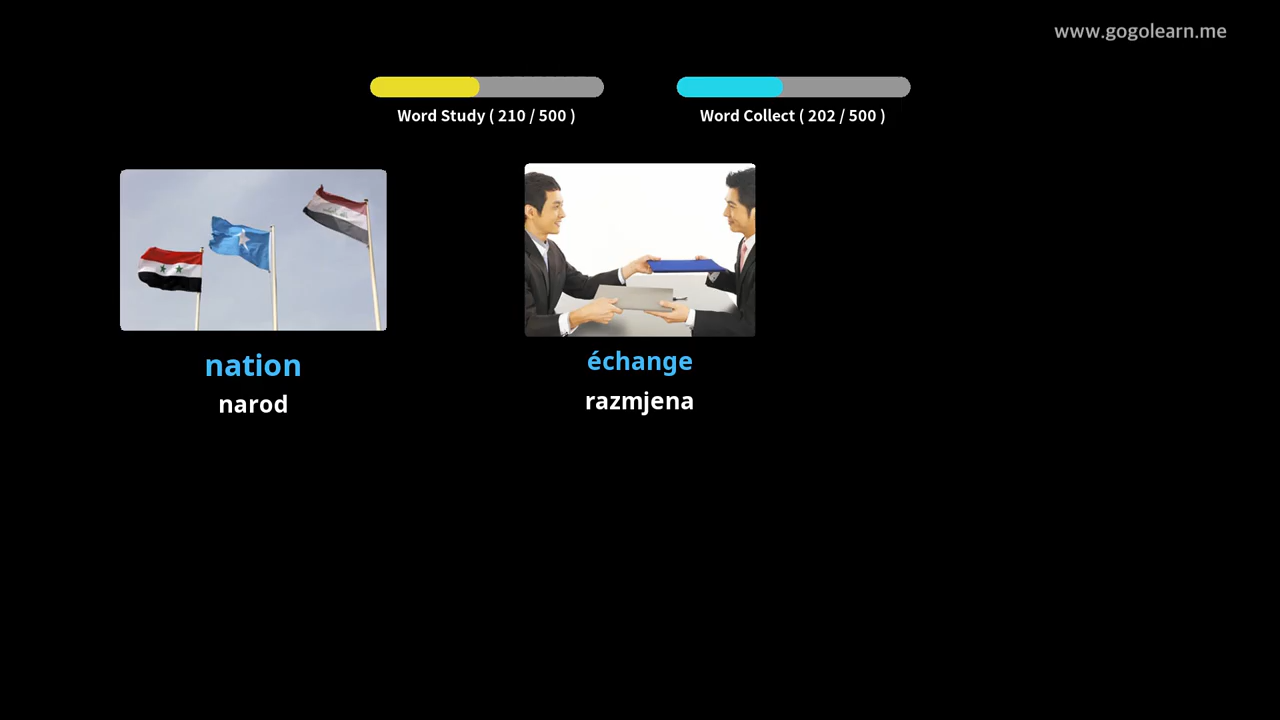 www.gogolearn.me
Word Study ( 210 / 500 )
Word Collect ( 202 / 500 )
nation
narod
échange
razmjena